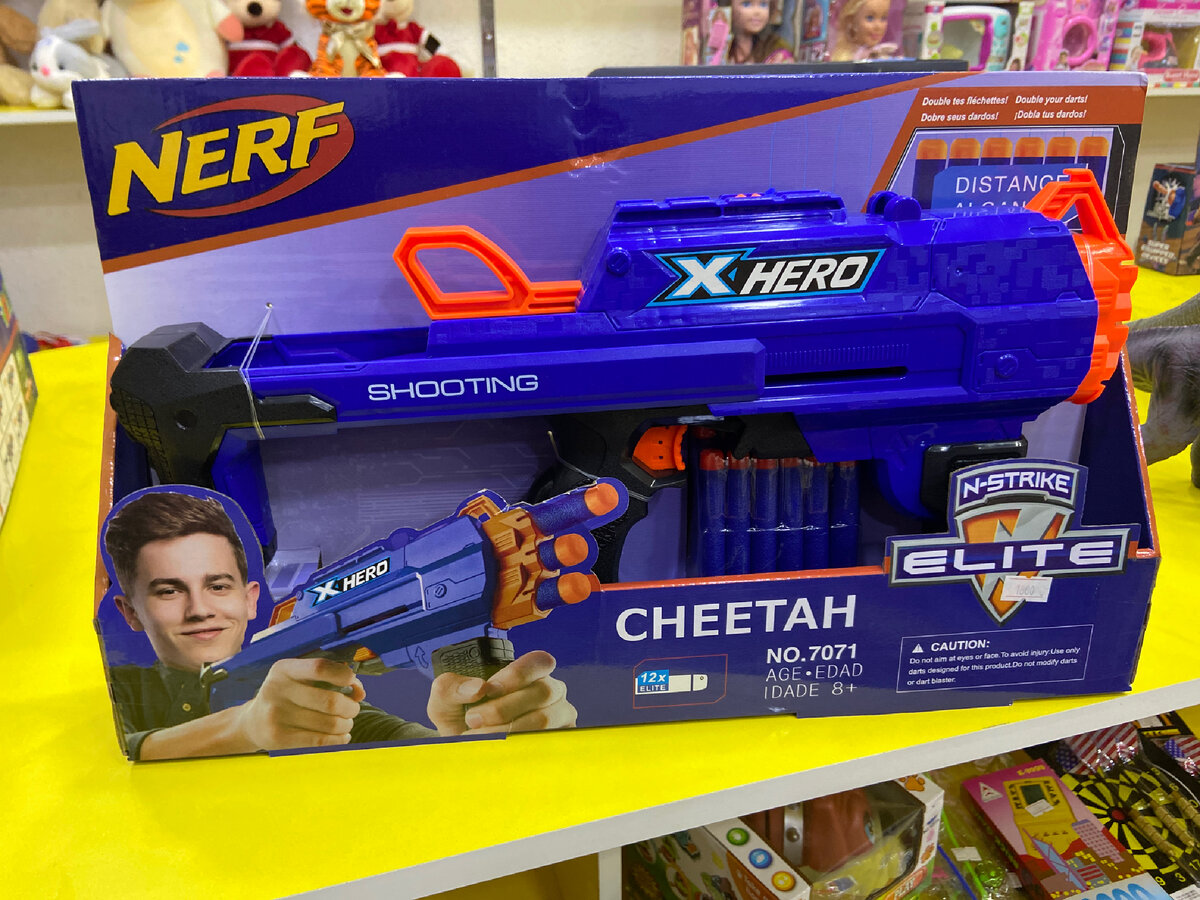 NERF
Double tes fléchettes! Double your darts!
Dobre seus dardos! ¡Dobla tus dardos!
DISTANCE
X HERO
SHOOTING
N-STRIKE
ELITE
1800
X HERO
CHEETAH
NO.7071
AGE•EDAD
IDADE 8+
12x
ELITE
CAUTION:
Do not aim at eyes or face.To avoid injury:Use only
darts designed for this product.Do not modify darts
or dart blaster.